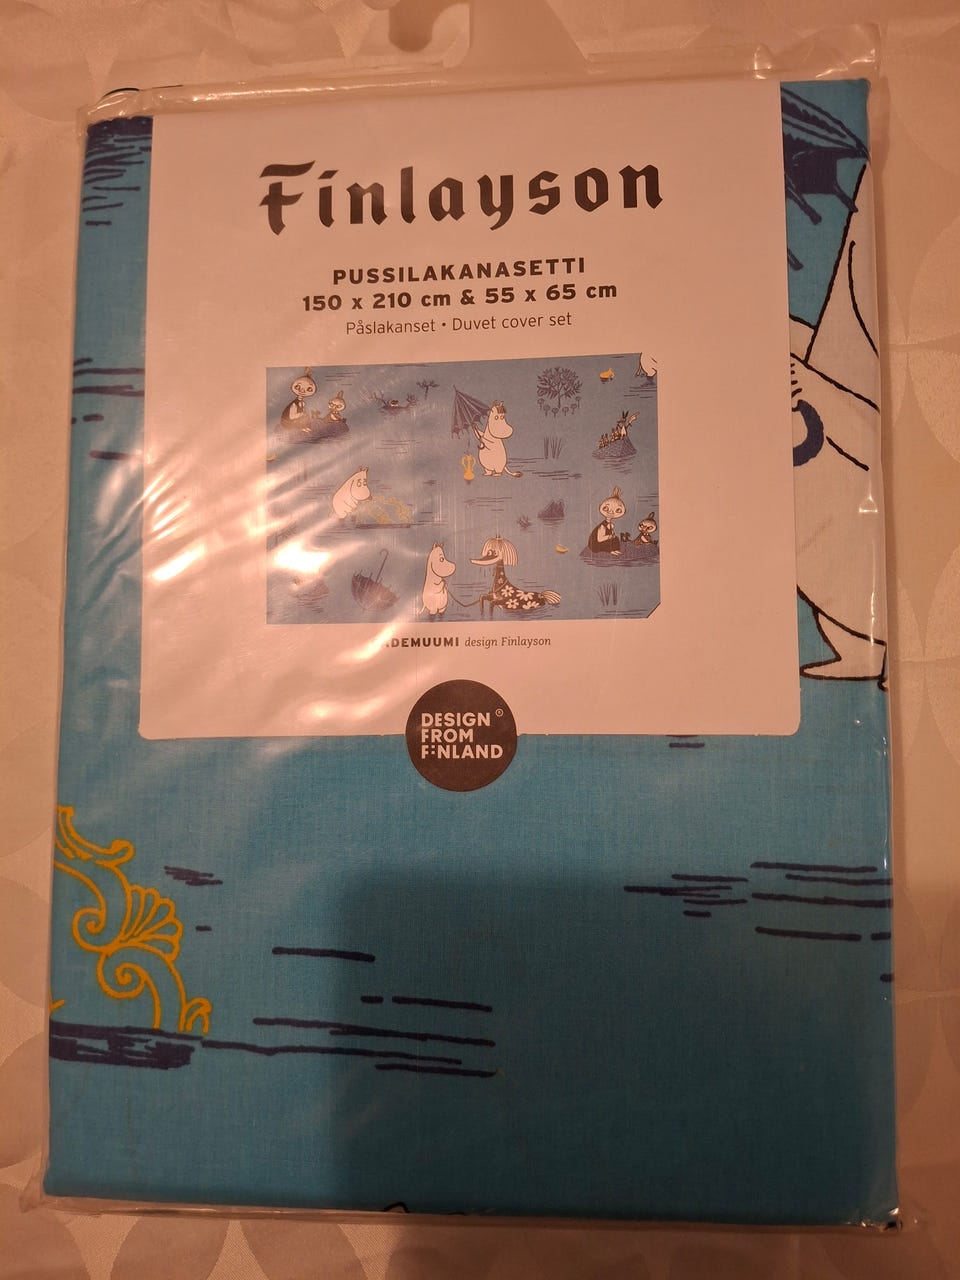 Finlayson
PUSSILAKANASETTI
150 x 210 cm & 55 x 65 cm
Påslakanset • Duvet cover set
design Finlayson
DESIGN ®
FROM
FINLAND